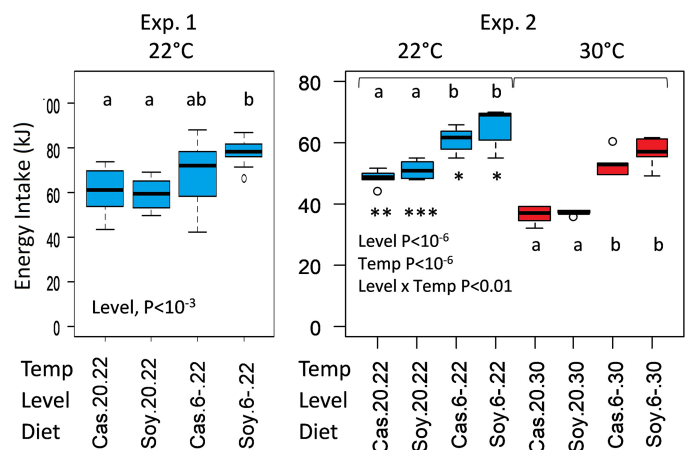 Exp. 1
22°C
Exp. 2
22°C
30°C
Energy Intake (kJ)
00
80
60
40
20
0
a
a
ab
b
Level, P<10-3
80
60
40
20
0
a
a
b
b
**
***
*
*
Level P<10-6
Temp P<10-6
Level x Temp P<0.01
a
a
b
b
Temp
Level
Diet
Cas.20.22
Soy.20.22
Cas.6-.22
Soy.6-.22
Temp
Level
Diet
Cas.20.22
Soy.20.22
Cas.6-.22
Soy.6-.22
Cas.20.30
Soy.20.30
Cas.6-.30
Soy.6-.30